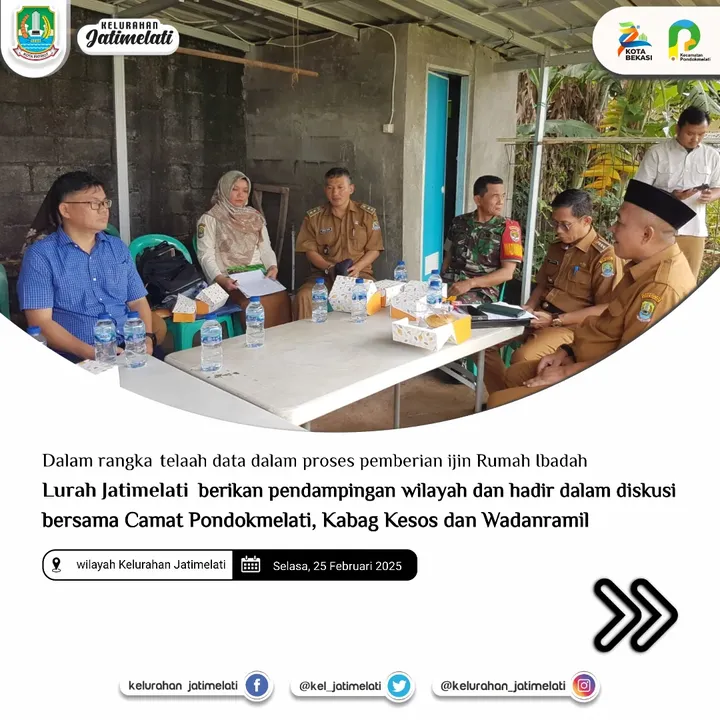 KELURAHAN
Jatimelati
KOTA BEKASI
Kecamatan
Pondokmelati
Dalam rangka telaah data dalam proses pemberian ijin Rumah Ibadah
Lurah Jatimelati berikan pendampingan wilayah dan hadir dalam diskusi
bersama Camat Pondokmelati, Kabag Kesos dan Wadanramil
wilayah Kelurahan Jatimelati
Selasa, 25 Februari 2025
kelurahan jatimelati
@kel_jatimelati
@kelurahan_jatimelati